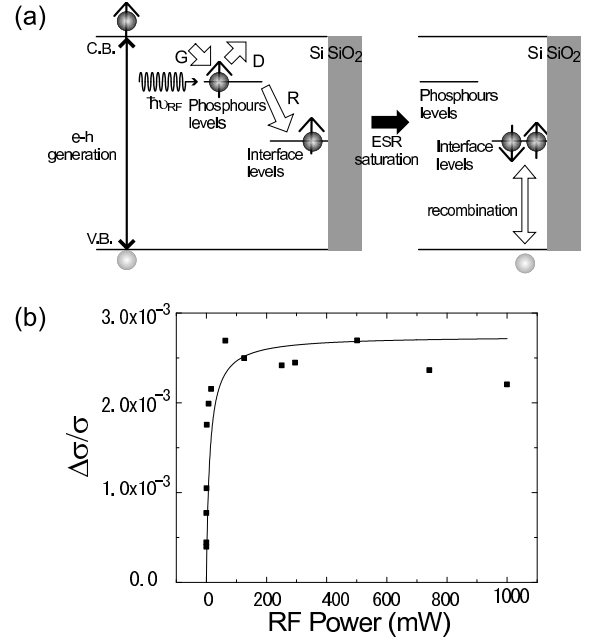 (a)
C.B.
G
D
Si SiO₂
ℏυRF
Phosphours
levels
R
e-h
generation
Interface
levels
V.B.
ESR
saturation
Si SiO₂
Phosphours
levels
Interface
levels
recombination
(b)
3.0x10⁻³
2.0x10⁻³
1.0x10⁻³
0.0
Δσ/σ
0 200 400 600 800 1000
RF Power (mW)